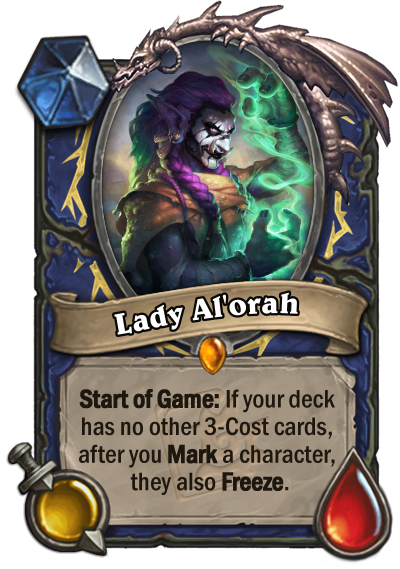 Lady Al'orah
Start of Game: If your deck
has no other 3-Cost cards,
after you Mark a character,
they also Freeze.